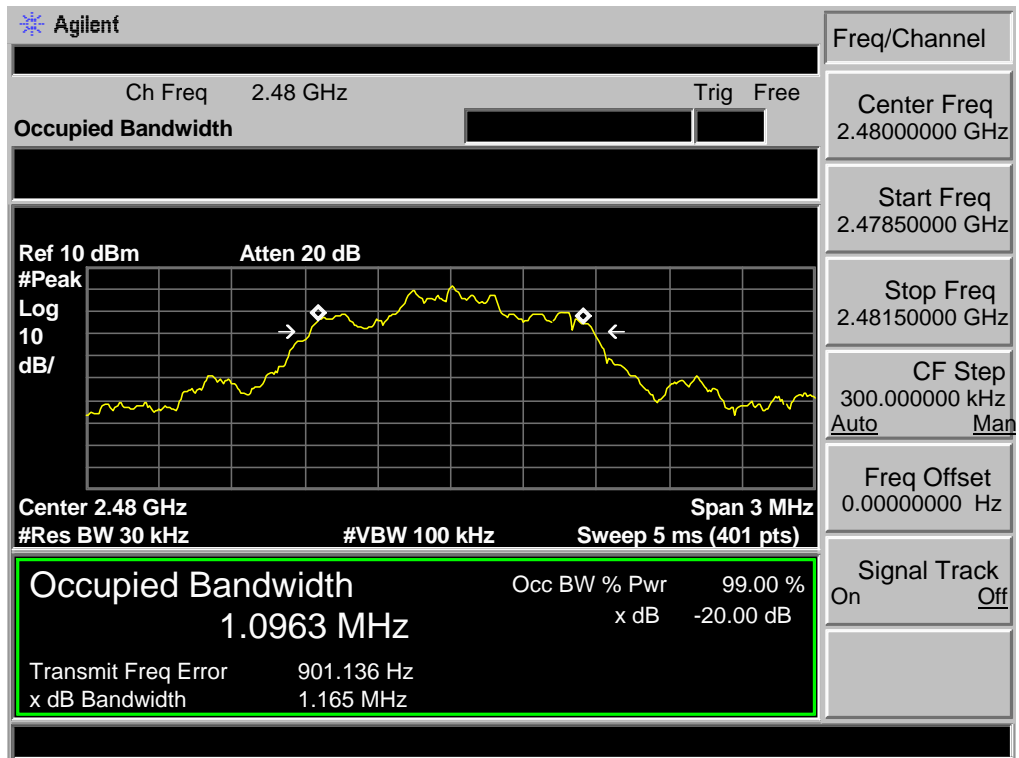 Agilent
Freq/Channel
Ch Freq 2.48 GHz Trig Free
Occupied Bandwidth
Center Freq
2.48000000 GHz
Start Freq
2.47850000 GHz
Ref 10 dBm Atten 20 dB
#Peak
Log
10
dB/
Stop Freq
2.48150000 GHz
CF Step
300.000000 kHz
Auto Man
Freq Offset
0.00000000 Hz
Center 2.48 GHz Span 3 MHz
#Res BW 30 kHz #VBW 100 kHz Sweep 5 ms (401 pts)
Signal Track
On Off
Occupied Bandwidth
1.0963 MHz
Occ BW % Pwr 99.00 %
x dB -20.00 dB
Transmit Freq Error 901.136 Hz
x dB Bandwidth 1.165 MHz